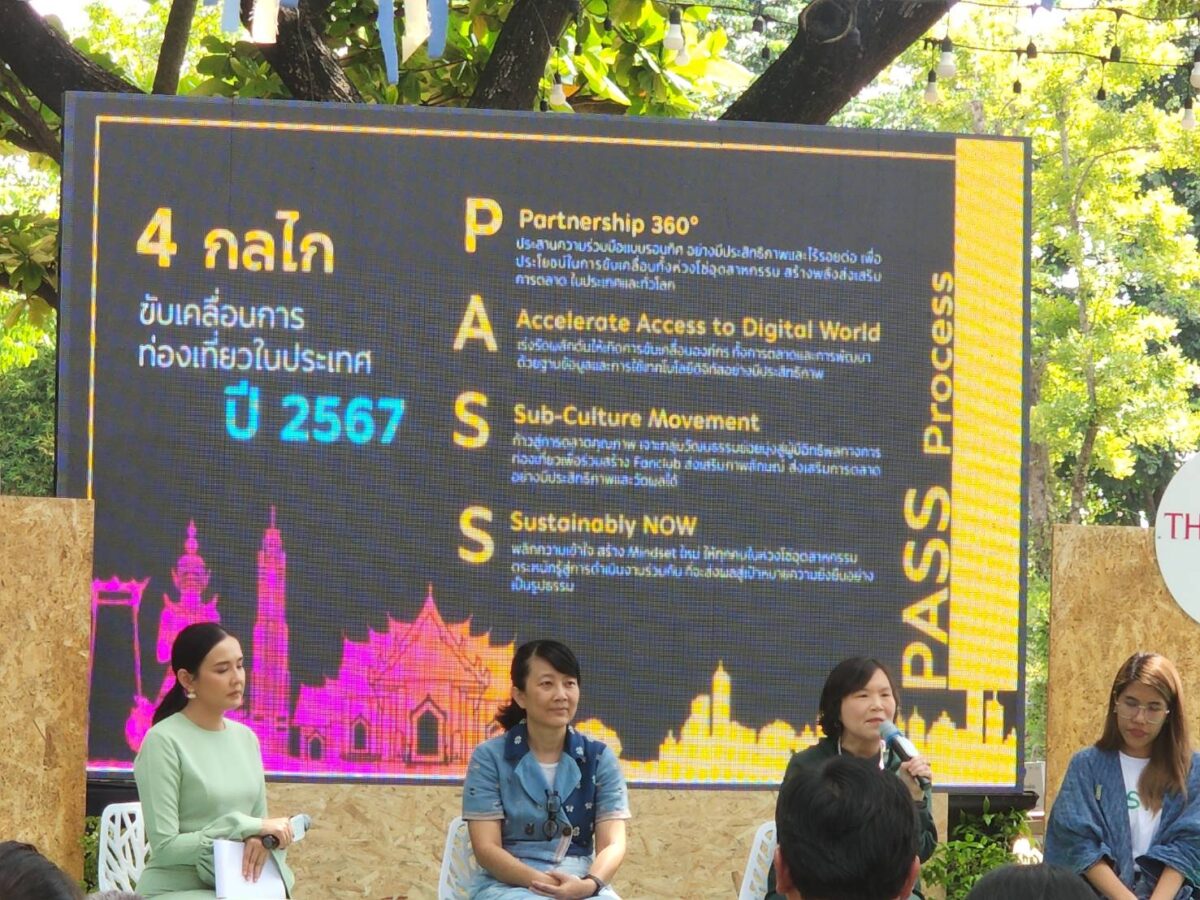 4 กลไก
ขับเคลื่อนการ
ท่องเที่ยวในประเทศ
ปี 2567
P
Partnership 360°
ประสานความร่วมมือแบบรอบทิศ อย่างมีประสิทธิภาพและไร้รอยต่อ เพื่อ
ประโยชน์ในการขับเคลื่อนทั้งห่วงโซ่อุตสาหกรรม สร้างพลังส่งเสริม
การตลาด ในประเทศและทั่วโลก
A
Accelerate Access to Digital World
เร่งรัดผลักดันให้เกิดการขับเคลื่อนองค์กร ทั้งการตลาดและการพัฒนา
ด้วยฐานข้อมูลและการใช้เทคโนโลยีดิจิทัลอย่างมีประสิทธิภาพ
S
Sub-Culture Movement
ก้าวสู่การตลาดคุณภาพ เจาะกลุ่มวัฒนธรรมย่อยมุ่งสู่ผู้มีอิทธิพลทางการ
ท่องเที่ยวเพื่อร่วมสร้าง Fanclub ส่งเสริมภาพลักษณ์ ส่งเสริมการตลาด
อย่างมีประสิทธิภาพและวัดผลได้
S
Sustainably NOW
พลิกความเข้าใจ สร้าง Mindset ใหม่ ให้ทุกคนในห่วงโซ่อุตสาหกรรม
ตระหนักรู้สู่การดำเนินงานร่วมกัน ที่จะส่งผลสู่เป้าหมายความยั่งยืนอย่าง
เป็นรูปธรรม
PASS Process
TH